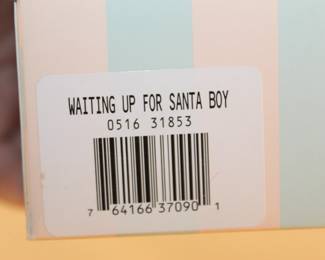 WAITING UP FOR SANTA BOY
0516 31853
7 64166 37090 1